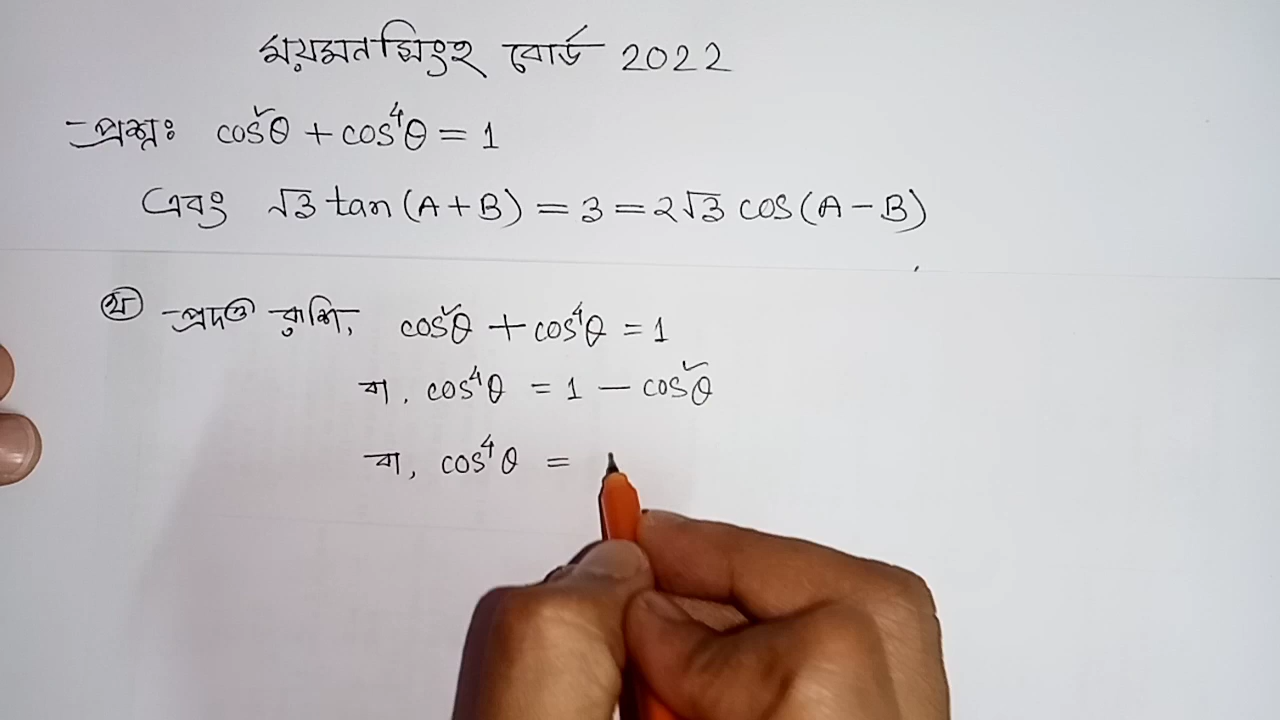 ময়মনসিংহ বোর্ড 2022
প্রশ্নঃ cos²θ + cos⁴θ = 1
এবং √3 tan (A + B) = 3 = 2√3 cos (A - B)
খ প্রদত্ত রাশি, cos²θ + cos⁴θ = 1
বা, cos⁴θ = 1 - cos²θ
বা, cos⁴θ =